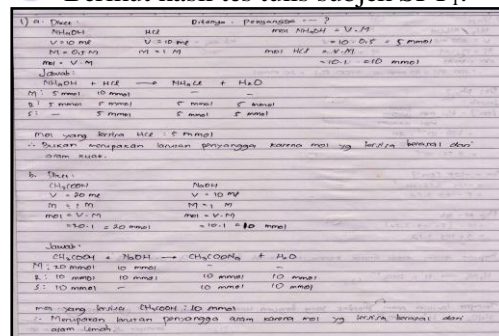 Berikut hasil tes tulis subjek ST P1:
1) a. Diket : Ditanya : penyangga --- ?
NH4OH HCl mol NH4OH = V.M
V = 10 ml V = 10 ml = 10 . 0,5 = 5 mmol
M = 0,5 M M = 1 M mol HCl = V.M
mol = V.M = 10 . 1 = 10 mmol
Jawab :
NH4OH + HCl → NH4Cl + H2O
M : 5 mmol 10 mmol - -
R : 5 mmol 5 mmol 5 mmol 5 mmol
S : - 5 mmol 5 mmol 5 mmol
mol yang tersisa HCl : 5 mmol
∴ Bukan merupakan larutan penyangga karena mol yg tersisa berasal dari
asam kuat.
b. Diket :
CH3COOH NaOH
V = 20 ml V = 10 ml
M = 1 M M = 1 M
mol = V.M mol = V.M
= 20 . 1 = 20 mmol = 10 . 1 = 10 mmol
Jawab :
CH3COOH + NaOH → CH3COONa + H2O
M : 20 mmol 10 mmol - -
R : 10 mmol 10 mmol 10 mmol 10 mmol
S : 10 mmol - 10 mmol 10 mmol
mol yang tersisa CH3COOH : 10 mmol
∴ Merupakan larutan penyangga asam karena mol yg tersisa berasal dari
asam lemah